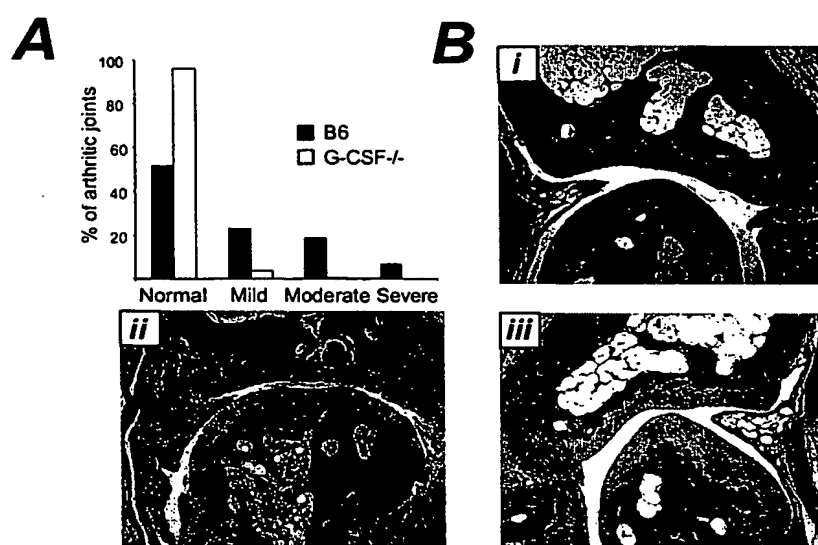 A
B
100
80
60
40
20
% of arthritic joints
B6
G-CSF-/-
Normal
Mild
Moderate
Severe
i
ii
iii